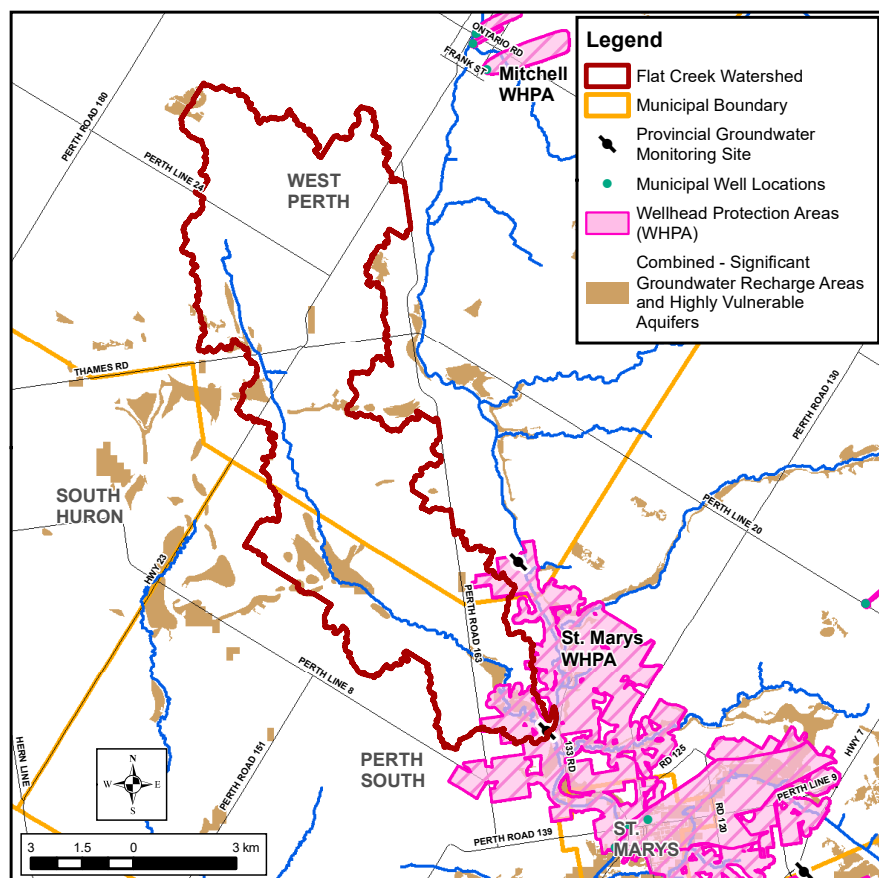 ONTARIO RD
FRANK ST
Mitchell
WHPA
Legend
Flat Creek Watershed
Municipal Boundary
Provincial Groundwater
Monitoring Site
Municipal Well Locations
Wellhead Protection Areas
(WHPA)
Combined - Significant
Groundwater Recharge Areas
and Highly Vulnerable
Aquifers
PERTH ROAD 180
PERTH LINE 24
WEST
PERTH
THAMES RD
PERTH ROAD 130
SOUTH
HURON
PERTH LINE 20
HWY 23
PERTH ROAD 163
St. Marys
WHPA
PERTH LINE 8
PERTH
SOUTH
133 RD
RD 125
HWY 7
HERN LINE
PERTH ROAD 151
PERTH LINE 9
RD 120
N
W E
S
PERTH ROAD 139
ST.
MARYS
3 1.5 0 3 km